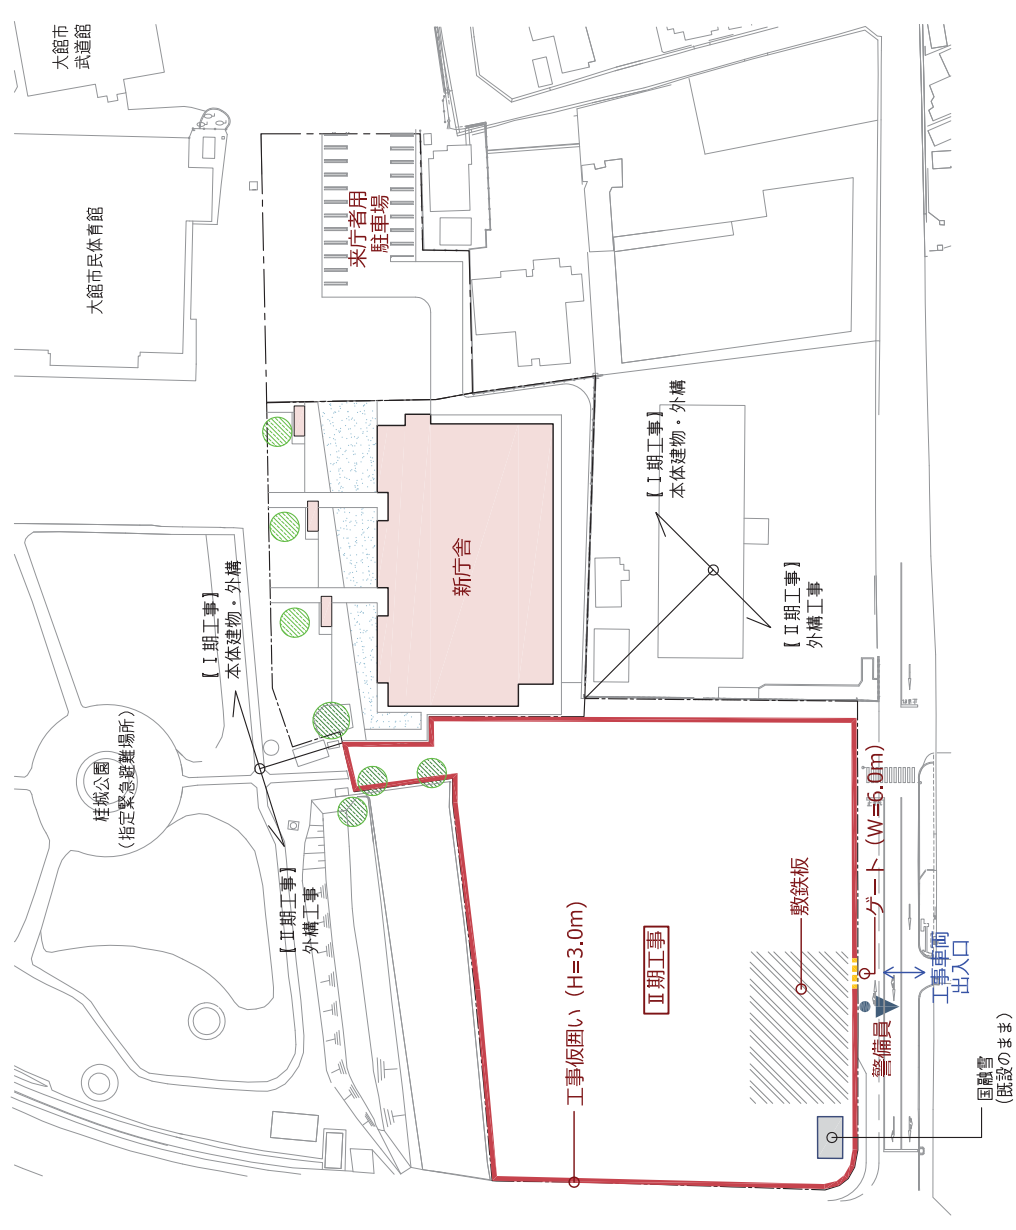 大館市
武道館
大館市民体育館
来庁者用
駐車場
【Ⅰ期工事】
本体建物・外構
新庁舎
【Ⅱ期工事】
外構工事
【Ⅰ期工事】
本体建物・外構
桂城公園
(指定緊急避難場所)
【Ⅱ期工事】
外構工事
ゲート (W=6.0m)
敷鉄板
工事仮囲い (H=3.0m)
Ⅱ期工事
工事車両
出入口
警備員
国融雪
(既設のまま)